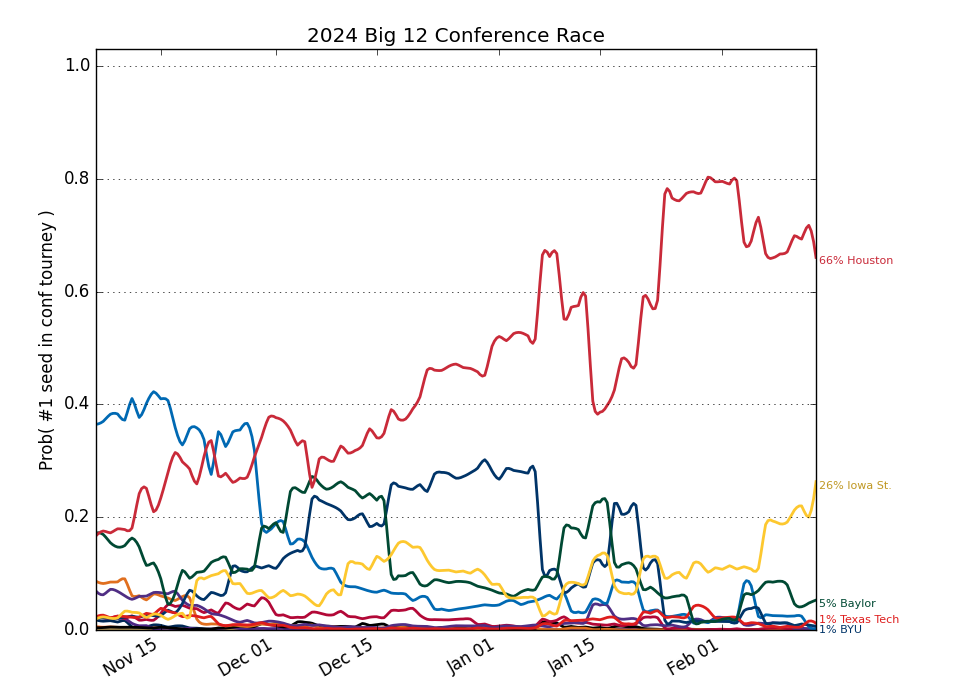 2024 Big 12 Conference Race
Prob( #1 seed in conf tourney )
1.0
0.8
0.6
0.4
0.2
0.0
66% Houston
26% Iowa St.
5% Baylor
1% Texas Tech
1% BYU
Nov 15
Dec 01
Dec 15
Jan 01
Jan 15
Feb 01